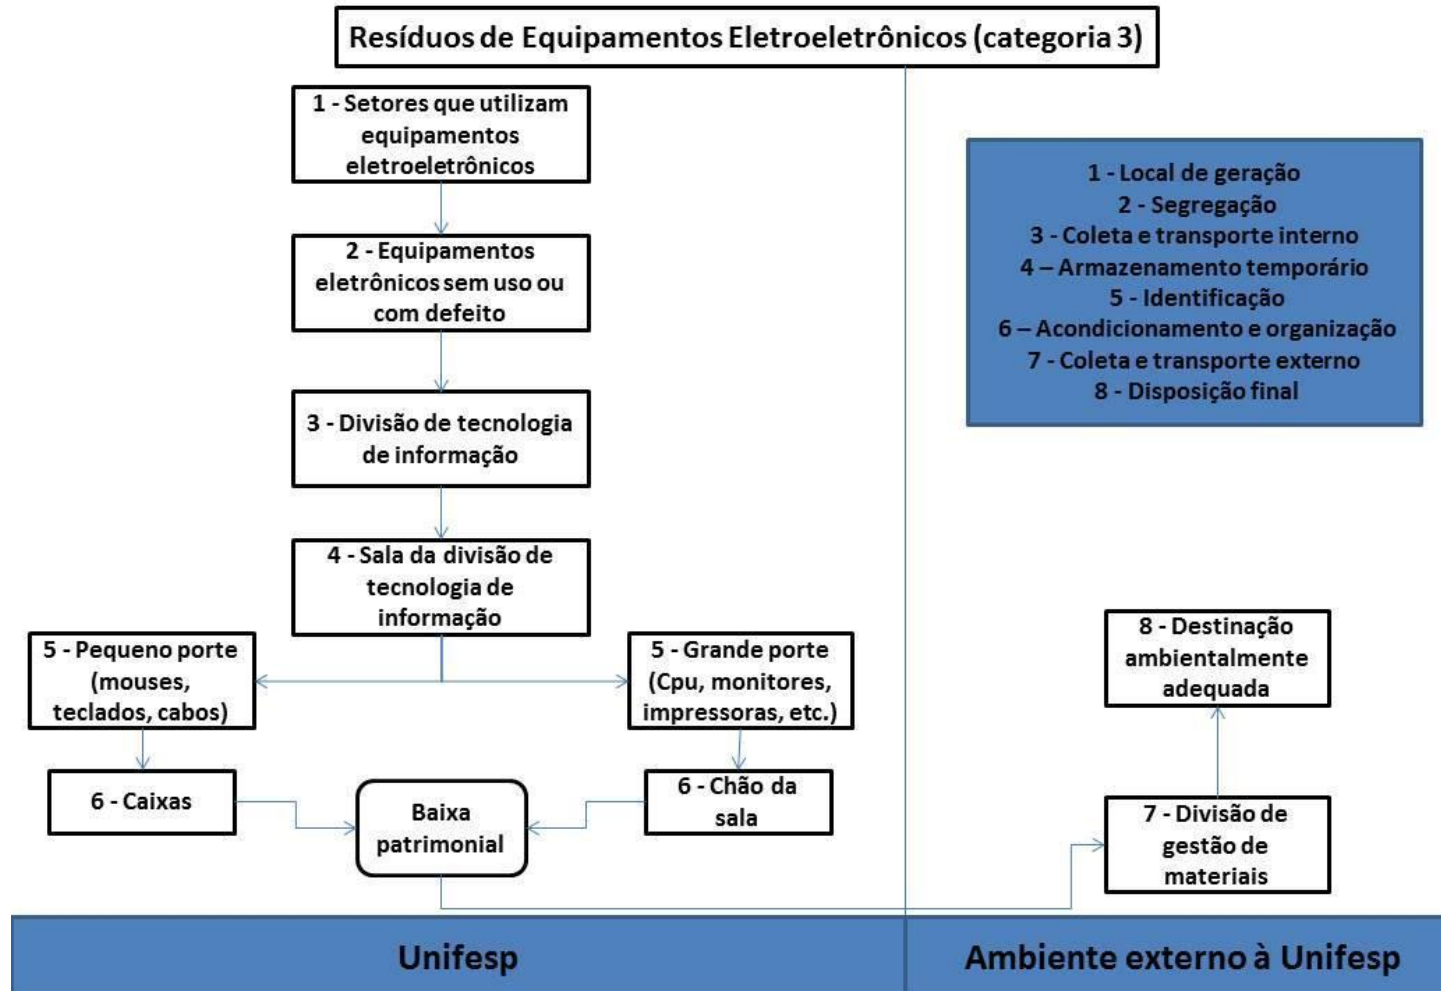 Resíduos de Equipamentos Eletroeletrônicos (categoria 3)
1 - Setores que utilizam
equipamentos
eletroeletrônicos
2 - Equipamentos
eletrônicos sem uso ou
com defeito
3 - Divisão de tecnologia
de informação
4 - Sala da divisão de
tecnologia de
informação
5 - Pequeno porte
(mouses,
teclados, cabos)
5 - Grande porte
(Cpu, monitores,
impressoras, etc.)
6 - Caixas
6 - Chão da
sala
Baixa
patrimonial
1 - Local de geração
2 - Segregação
3 - Coleta e transporte interno
4 – Armazenamento temporário
5 - Identificação
6 – Acondicionamento e organização
7 - Coleta e transporte externo
8 - Disposição final
8 - Destinação
ambientalmente
adequada
7 - Divisão de
gestão de
materiais
Unifesp
Ambiente externo à Unifesp